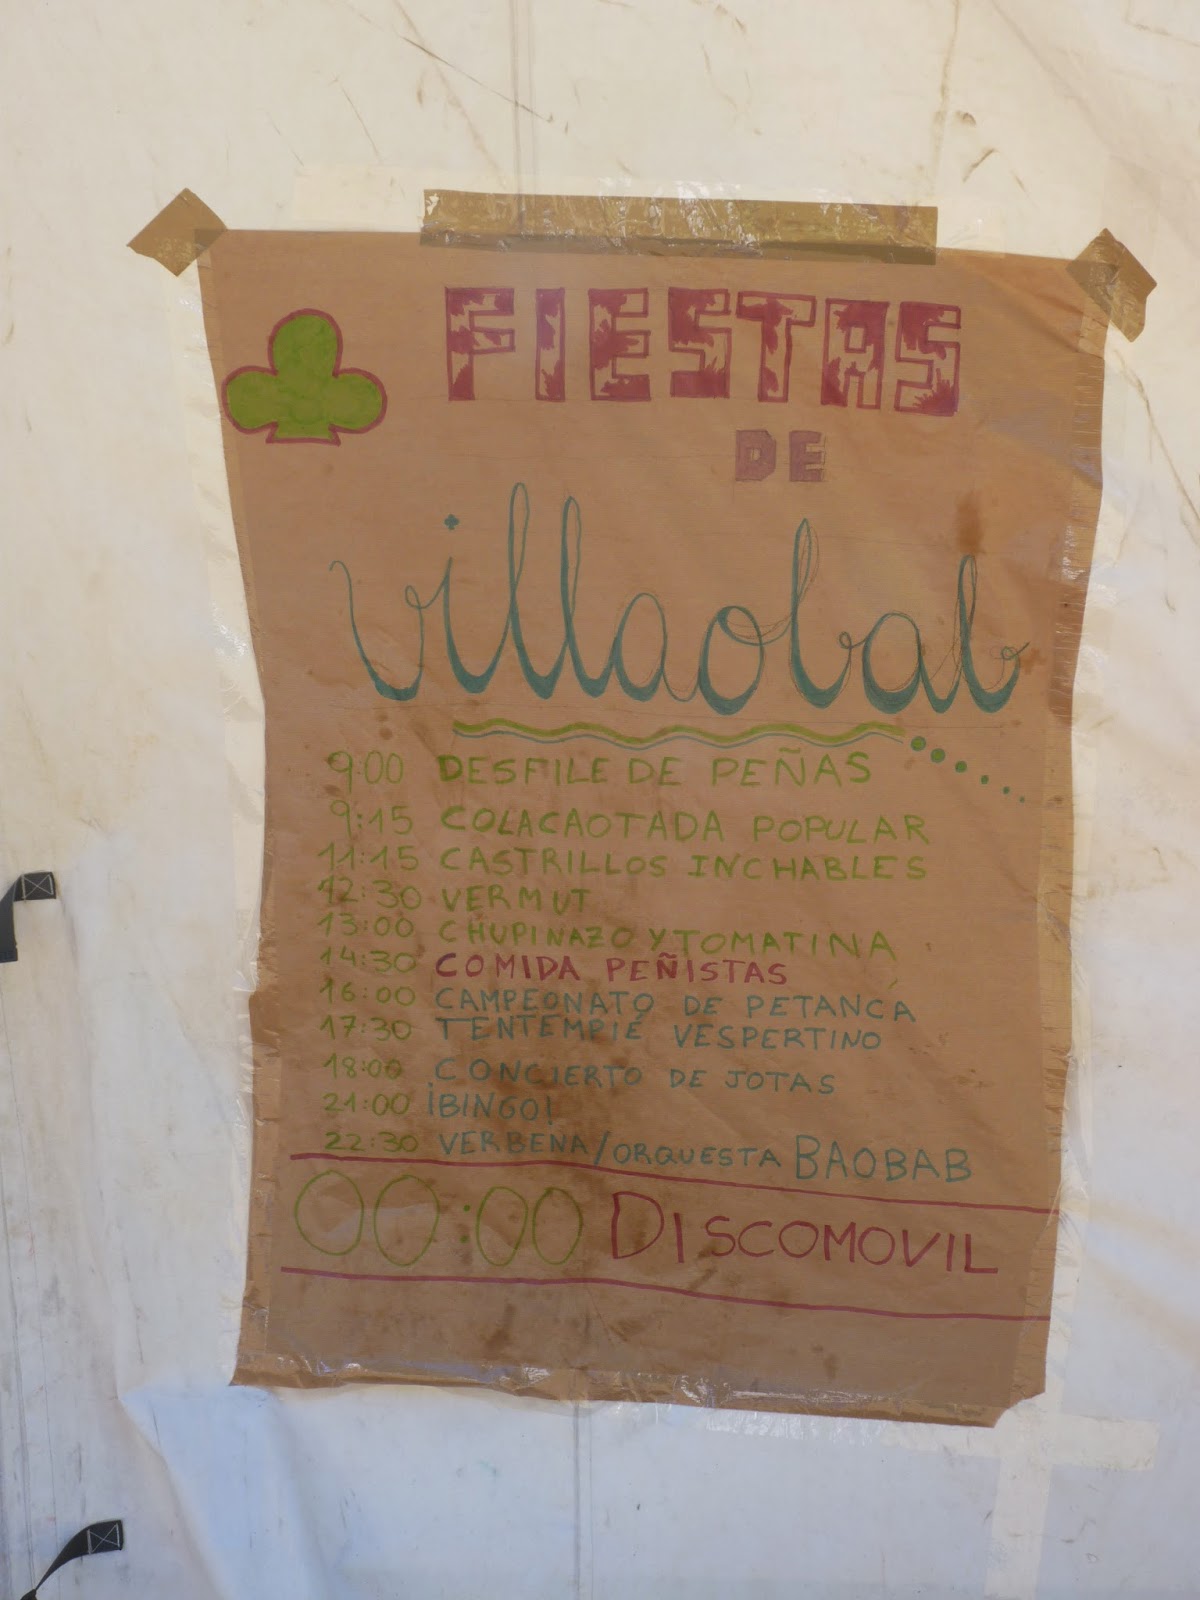 FIESTAS
DE
villaobab
9:00 DESFILE DE PEÑAS
9:15 COLACAOTADA POPULAR
11:15 CASTRILLOS INCHABLES
12:30 VERMUT
13:00 CHUPINAZO Y TOMATINA
14:30 COMIDA PEÑISTAS
16:00 CAMPEONATO DE PETANCA
17:30 TENTEMPIÉ VESPERTINO
18:00 CONCIERTO DE JOTAS
21:00 ¡BINGO!
22:30 VERBENA/ORQUESTA BAOBAB
00:00 DISCOMOVIL